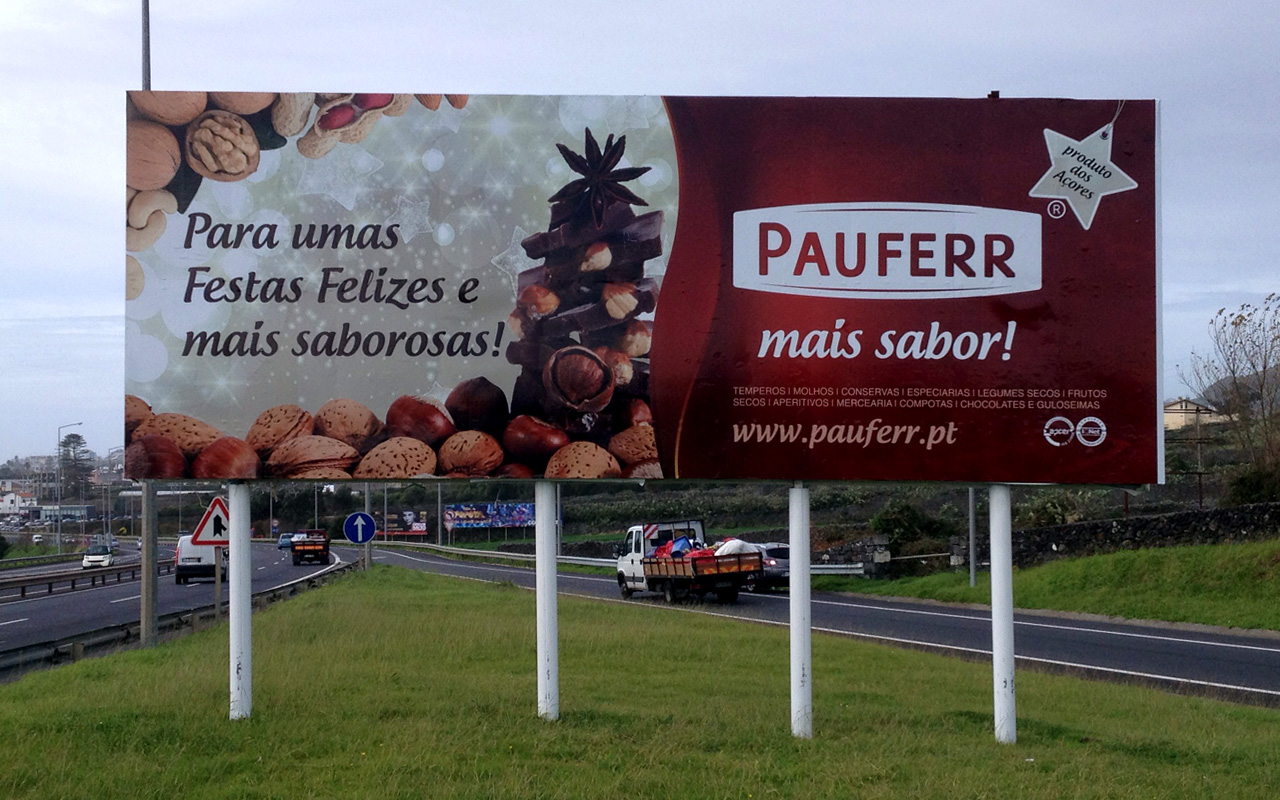 Para umas
Festas Felizes e
mais saborosas!
produto
dos
Açores
PAUFERR
®
mais sabor!
TEMPEROS | MOLHOS | CONSERVAS | ESPECIARIAS | LEGUMES SECOS | FRUTOS
SECOS | APERITIVOS | MERCEARIA | COMPOTAS | CHOCOLATES E GULOSEIMAS
www.pauferr.pt